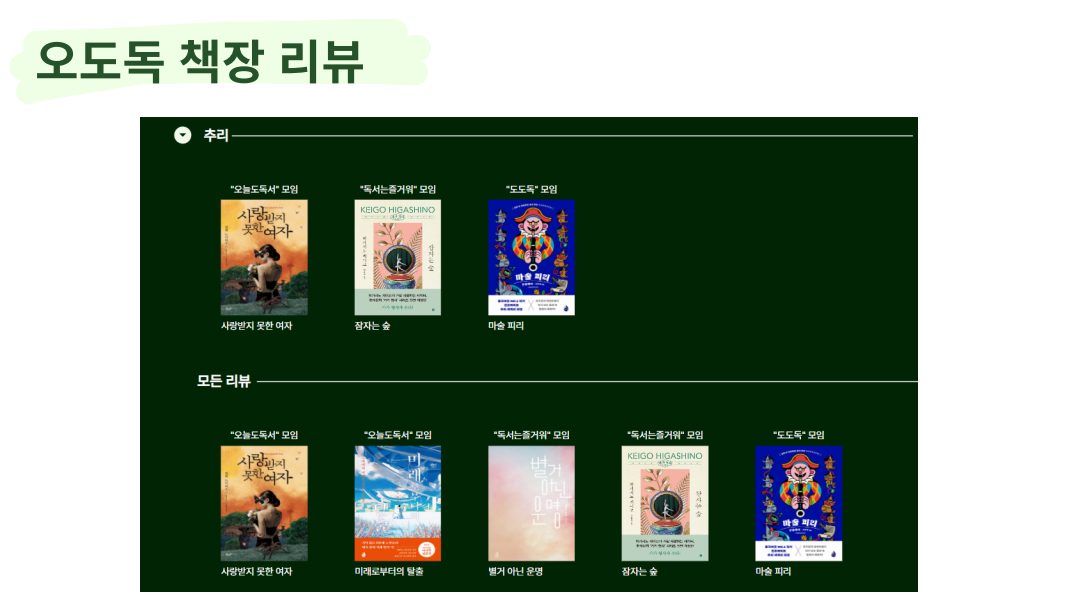 오도독 책장 리뷰
추리
"오늘도독서" 모임
"독서는즐거워" 모임
"도도독" 모임
사랑받지
못한
여자
KEIGO HIGASHINO
잠자는 숲
마술 피리
사랑받지 못한 여자
잠자는 숲
마술 피리
모든 리뷰
"오늘도독서" 모임
"오늘도독서" 모임
"독서는즐거워" 모임
"독서는즐거워" 모임
"도도독" 모임
사랑받지
못한
여자
미래
별거
아닌
운명
KEIGO HIGASHINO
잠자는 숲
마술 피리
사랑받지 못한 여자
미래로부터의 탈출
별거 아닌 운명
잠자는 숲
마술 피리